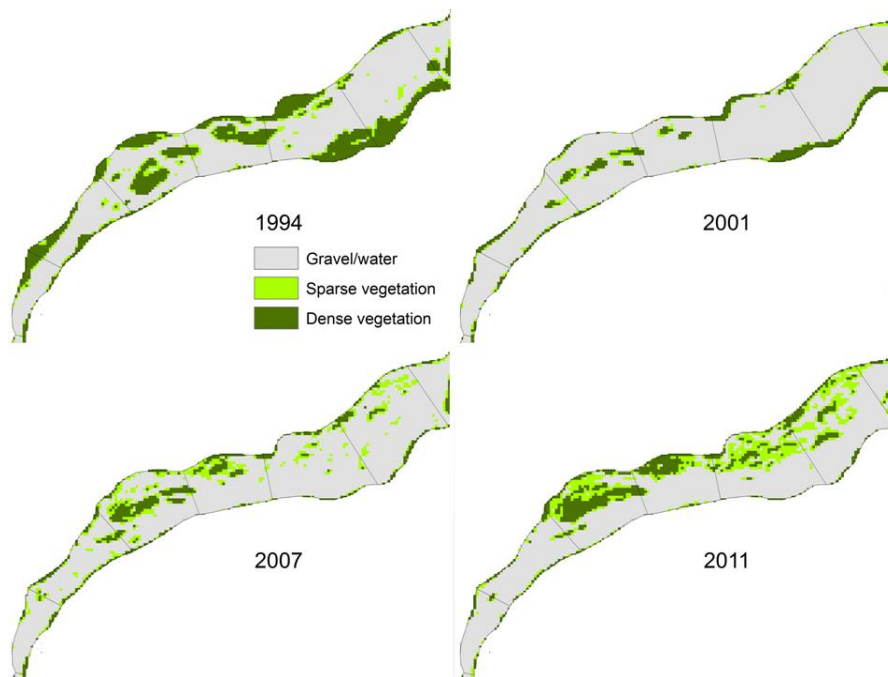 1994
Gravel/water
Sparse vegetation
Dense vegetation
2001
2007
2011